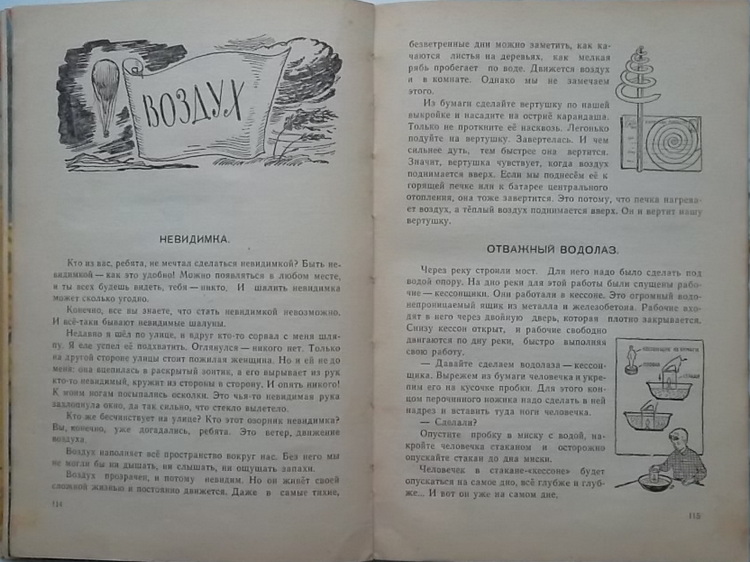 ВОЗДУХ
НЕВИДИМКА.
Кто из вас, ребята, не мечтал сделаться невидимкой? Быть не-
видимкой — как это удобно! Можно появляться в любом месте,
и ты всех будешь видеть, тебя — никто. И шалить невидимка
может сколько угодно.
Конечно, все вы знаете, что стать невидимкой невозможно.
И всё-таки бывают невидимые шалуны.
Недавно я шёл по улице, и вдруг кто-то сорвал с меня шля-
пу. Я еле успел её подхватить. Оглянулся — никого нет. Только
на другой стороне улицы стоит пожилая женщина. Но и ей не до
меня: она вцепилась в раскрытый зонтик, а его вырывает из рук
кто-то невидимый, кружит из стороны в сторону. И опять никого!
К моим ногам посыпались осколки. Это чья-то невидимая рука
захлопнула окно, да так сильно, что стекло вылетело.
Кто же бесчинствует на улице? Кто этот озорник невидимка?
Вы, конечно, уже догадались, ребята. Это ветер, движение
воздуха.
Воздух наполняет всё пространство вокруг нас. Без него мы
не могли бы ни дышать, ни слышать, ни ощущать запахи.
Воздух прозрачен, и потому невидим. Но он живёт своей
сложной жизнью и постоянно движется. Даже в самые тихие,
114
безветренные дни можно заметить, как ка-
чаются листья на деревьях, как мелкая
рябь пробегает по воде. Движется воздух
и в комнате. Однако мы не замечаем
этого.
Из бумаги сделайте вертушку по нашей
выкройке и насадите на остриё карандаша.
Только не проткните её насквозь. Легонько
подуйте на вертушку. Завертелась. И чем
сильнее дуть, тем быстрее она вертится.
Значит, вертушка чувствует, когда воздух
поднимается вверх. Если мы поднесём её к
горящей печке или к батарее центрального
отопления, она тоже завертится. Это потому, что печка нагрева-
ет воздух, а тёплый воздух поднимается вверх. Он и вертит нашу
вертушку.
ОТВАЖНЫЙ ВОДОЛАЗ.
Через реку строили мост. Для него надо было сделать под
водой опору. На дно реки для этой работы были спущены рабо-
чие — кессонщики. Они работали в кессоне. Это огромный водо-
непроницаемый ящик из металла и железобетона. Рабочие вхо-
дят в него через двойную дверь, которая плотно закрывается.
Снизу кессон открыт, и рабочие свободно
двигаются по дну реки, быстро выполняя
свою работу.
— Давайте сделаем водолаза — кессон-
щика. Вырежем из бумаги человечка и укре-
пим его на кусочке пробки. Для этого кон-
цом перочинного ножика надо сделать в ней
надрез и вставить туда ноги человечка.
— Сделали?
Опустите пробку в миску с водой, на-
кройте человечка стаканом и осторожно
опускайте стакан до дна миски.
Человечек в стакане-«кессоне» будет
опускаться на самое дно, всё глубже и глуб-
же... И вот он уже на самом дне.
115